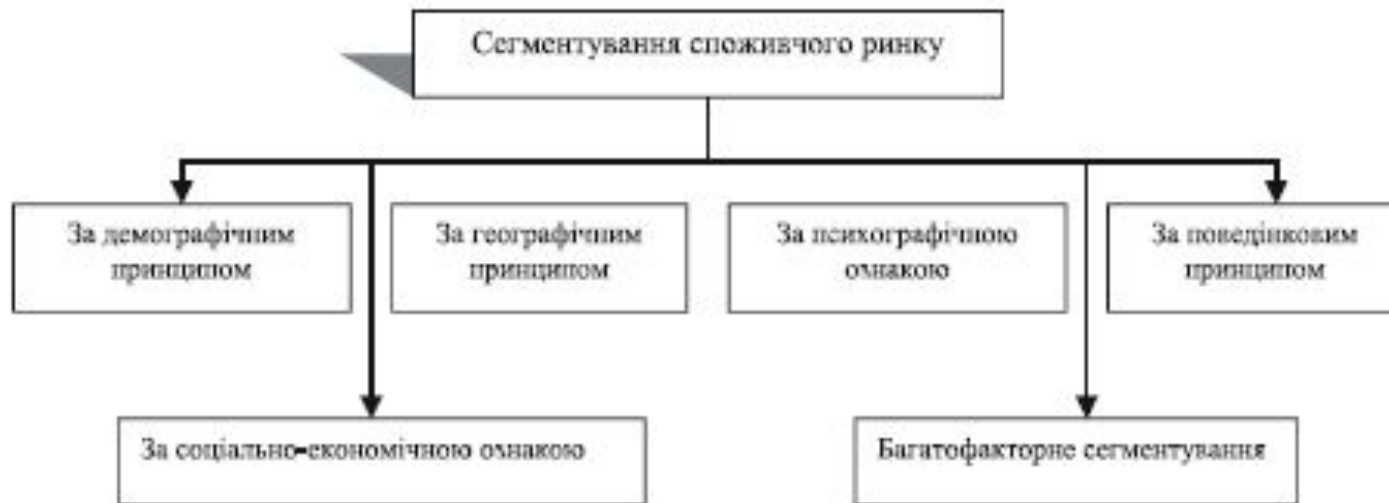 Сегментування споживчого ринку
За демографічним
принципом
За географічним
принципом
За психографічною
ознакою
За поведінковим
принципом
За соціально-економічною ознакою
Багатофакторне сегментування